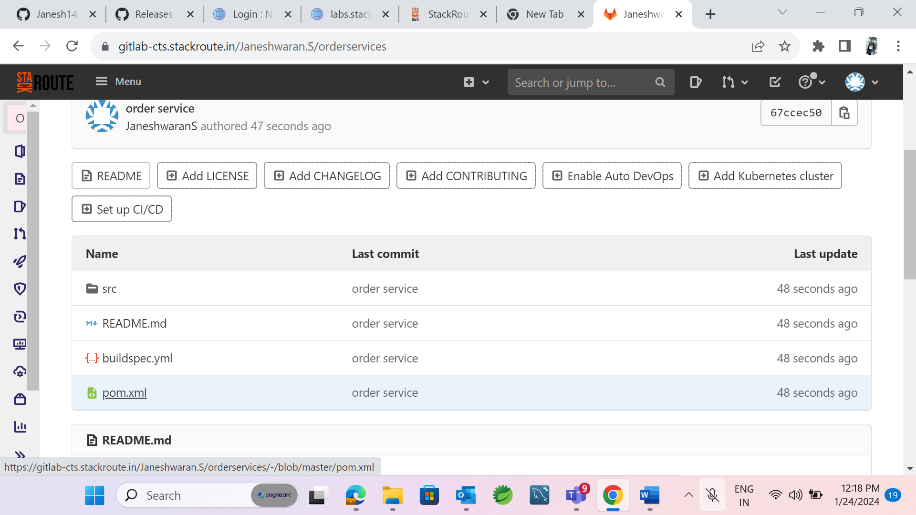 Janesh14
Releases
Login : N
labs.stack
StackRou
New Tab
Janeshwa
gitlab-cts.stackroute.in/Janeshwaran.S/orderservices
STACKROUTE
Menu
Search or jump to...
O
order service
JaneshwaranS authored 47 seconds ago
67ccec50
README
Add LICENSE
Add CHANGELOG
Add CONTRIBUTING
Enable Auto DevOps
Add Kubernetes cluster
Set up CI/CD
Name Last commit Last update
src order service 48 seconds ago
README.md order service 48 seconds ago
buildspec.yml order service 48 seconds ago
pom.xml order service 48 seconds ago
README.md
https://gitlab-cts.stackroute.in/Janeshwaran.S/orderservices/-/blob/master/pom.xml
Search
cognizant
9
ENG
IN
12:18 PM
1/24/2024
19